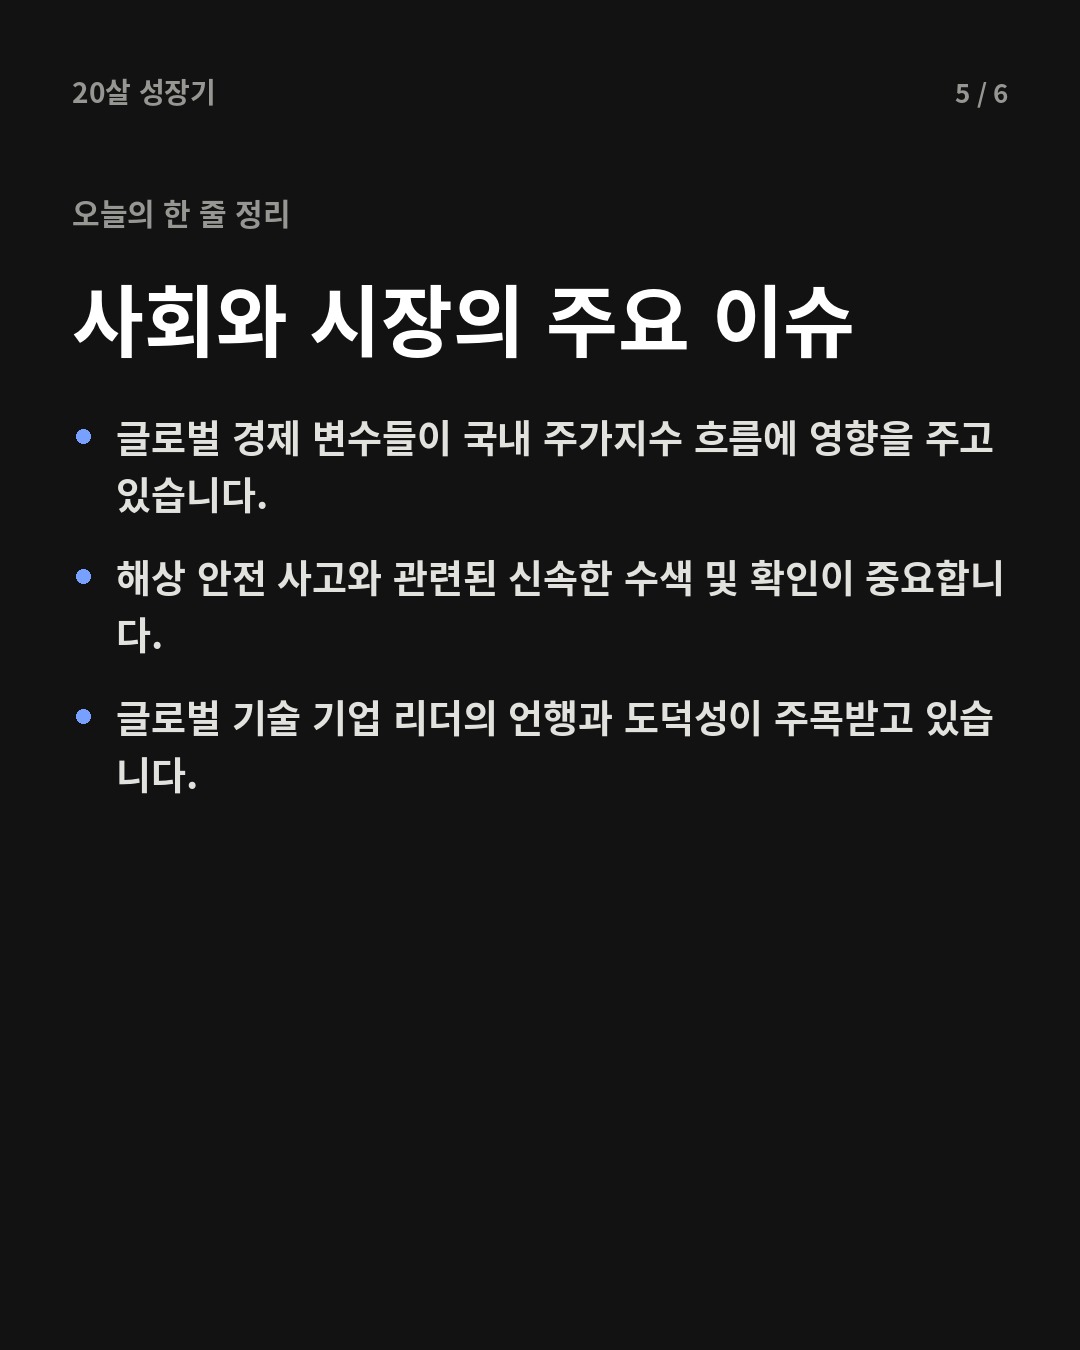 20살 성장기
5 / 6
오늘의 한 줄 정리
사회와 시장의 주요 이슈
글로벌 경제 변수들이 국내 주가지수 흐름에 영향을 주고
있습니다.
해상 안전 사고와 관련된 신속한 수색 및 확인이 중요합니
다.
글로벌 기술 기업 리더의 언행과 도덕성이 주목받고 있습
니다.